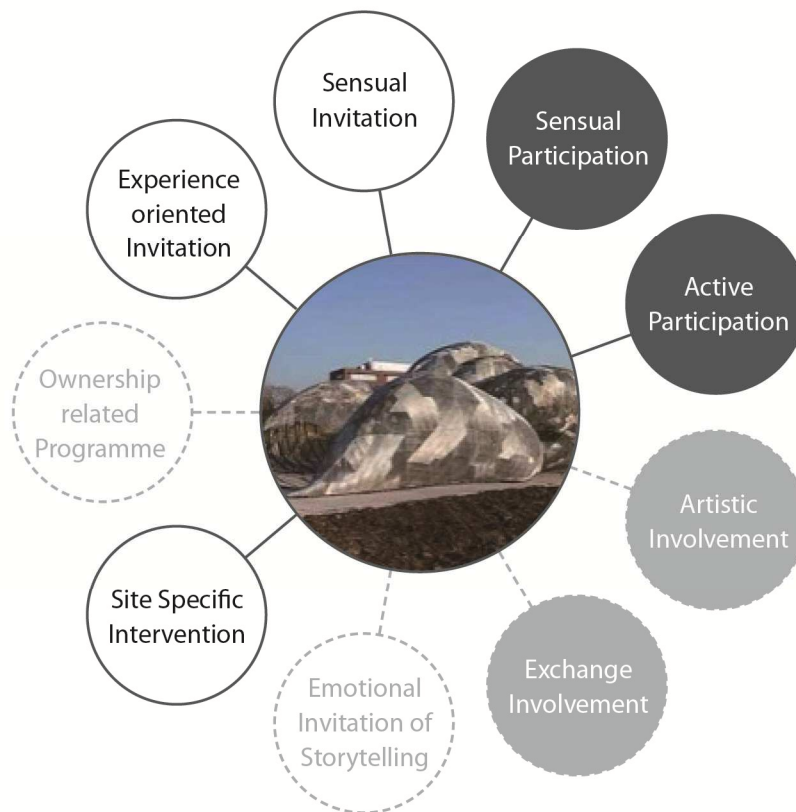 Sensual
Invitation
Sensual
Participation
Experience
oriented
Invitation
Active
Participation
Ownership
related
Programme
Artistic
Involvement
Site Specific
Intervention
Exchange
Involvement
Emotional
Invitation of
Storytelling